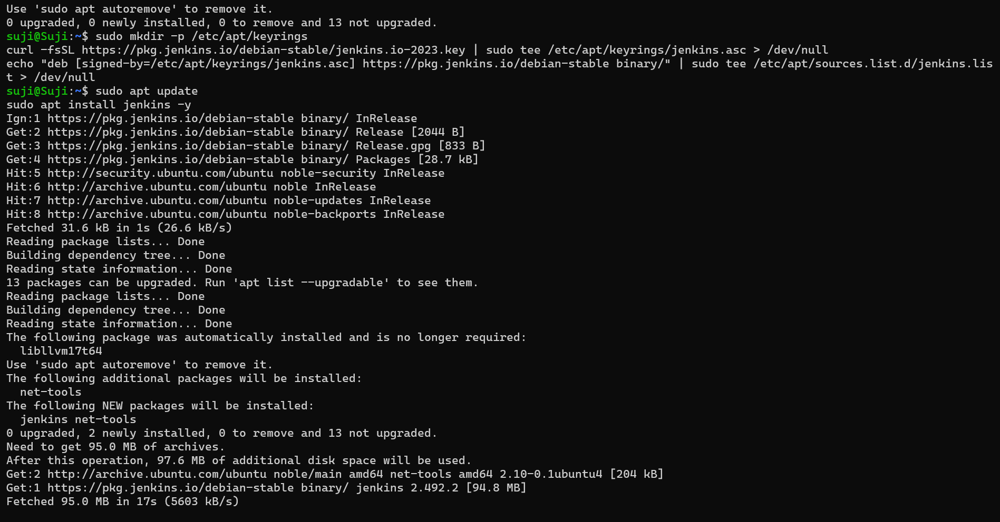 Use 'sudo apt autoremove' to remove it.
0 upgraded, 0 newly installed, 0 to remove and 13 not upgraded.
suji@Suji:~$ sudo mkdir -p /etc/apt/keyrings
curl -fsSL https://pkg.jenkins.io/debian-stable/jenkins.io-2023.key | sudo tee /etc/apt/keyrings/jenkins.asc > /dev/null
echo "deb [signed-by=/etc/apt/keyrings/jenkins.asc] https://pkg.jenkins.io/debian-stable binary/" | sudo tee /etc/apt/sources.list.d/jenkins.lis
t > /dev/null
suji@Suji:~$ sudo apt update
sudo apt install jenkins -y
Ign:1 https://pkg.jenkins.io/debian-stable binary/ InRelease
Get:2 https://pkg.jenkins.io/debian-stable binary/ Release [2044 B]
Get:3 https://pkg.jenkins.io/debian-stable binary/ Release.gpg [833 B]
Get:4 https://pkg.jenkins.io/debian-stable binary/ Packages [28.7 kB]
Hit:5 http://security.ubuntu.com/ubuntu noble-security InRelease
Hit:6 http://archive.ubuntu.com/ubuntu noble InRelease
Hit:7 http://archive.ubuntu.com/ubuntu noble-updates InRelease
Hit:8 http://archive.ubuntu.com/ubuntu noble-backports InRelease
Fetched 31.6 kB in 1s (26.6 kB/s)
Reading package lists... Done
Building dependency tree... Done
Reading state information... Done
13 packages can be upgraded. Run 'apt list --upgradable' to see them.
Reading package lists... Done
Building dependency tree... Done
Reading state information... Done
The following package was automatically installed and is no longer required:
  libllvm17t64
Use 'sudo apt autoremove' to remove it.
The following additional packages will be installed:
  net-tools
The following NEW packages will be installed:
  jenkins net-tools
0 upgraded, 2 newly installed, 0 to remove and 13 not upgraded.
Need to get 95.0 MB of archives.
After this operation, 97.6 MB of additional disk space will be used.
Get:2 http://archive.ubuntu.com/ubuntu noble/main amd64 net-tools amd64 2.10-0.1ubuntu4 [204 kB]
Get:1 https://pkg.jenkins.io/debian-stable binary/ jenkins 2.492.2 [94.8 MB]
Fetched 95.0 MB in 17s (5603 kB/s)